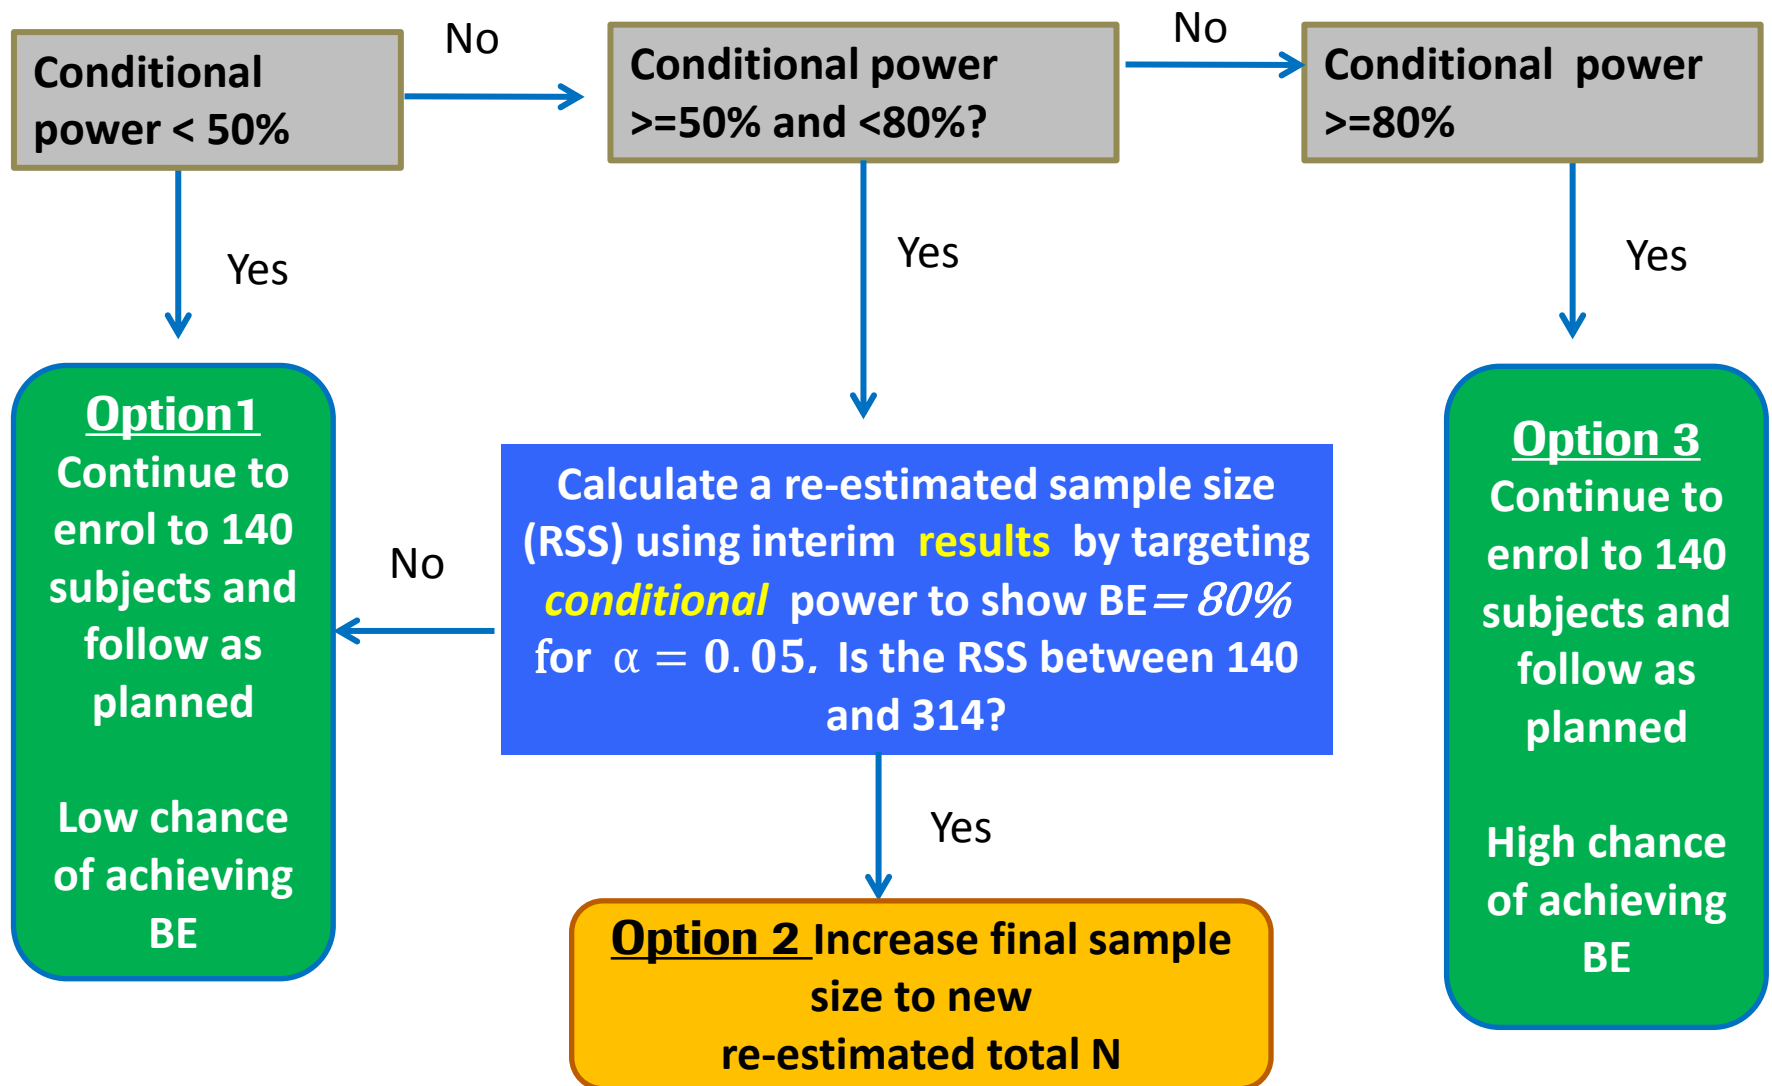 Conditional
power < 50%
No
Conditional power
>=50% and <80%?
No
Conditional power
>=80%
Yes
Yes
Yes
Option1
Continue to
enrol to 140
subjects and
follow as
planned
Low chance
of achieving
BE
No
Calculate a re-estimated sample size
(RSS) using interim results by targeting
conditional power to show BE = 80%
for α = 0.05. Is the RSS between 140
and 314?
Yes
Option 2 Increase final sample
size to new
re-estimated total N
Option 3
Continue to
enrol to 140
subjects and
follow as
planned
High chance
of achieving
BE